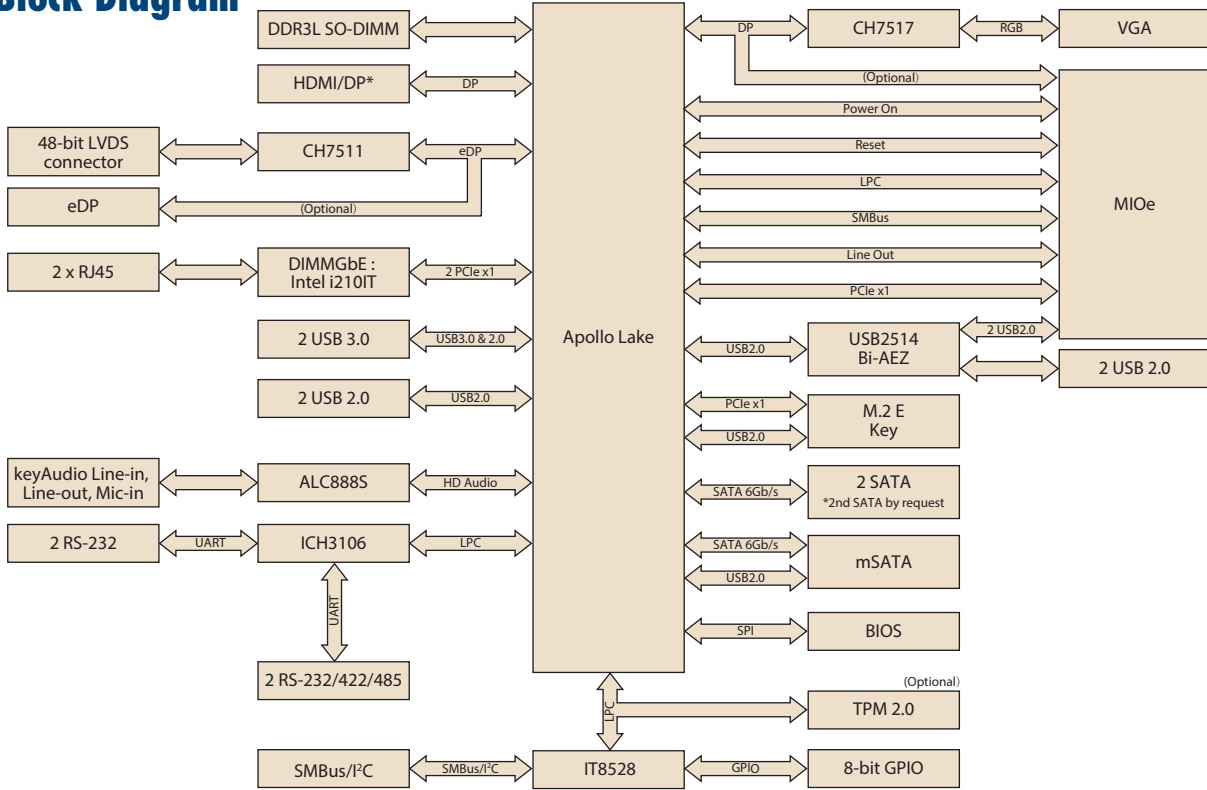 Block Diagram
DDR3L SO-DIMM
HDMI/DP*
DP
48-bit LVDS
connector
CH7511
eDP
eDP
(Optional)
2 x RJ45
DIMMGbE :
Intel i210IT
2 PCIe x1
2 USB 3.0
USB3.0 & 2.0
2 USB 2.0
USB2.0
keyAudio Line-in,
Line-out, Mic-in
ALC888S
HD Audio
2 RS-232
UART
ICH3106
LPC
UART
2 RS-232/422/485
Apollo Lake
DP
CH7517
RGB
VGA
(Optional)
Power On
Reset
LPC
SMBus
Line Out
PCIe x1
MIOe
USB2.0
USB2514
Bi-AEZ
2 USB2.0
2 USB 2.0
PCIe x1
USB2.0
M.2 E
Key
SATA 6Gb/s
2 SATA
*2nd SATA by request
SATA 6Gb/s
USB2.0
mSATA
SPI
BIOS
LPC
(Optional)
TPM 2.0
SMBus/I²C
SMBus/I²C
IT8528
GPIO
8-bit GPIO